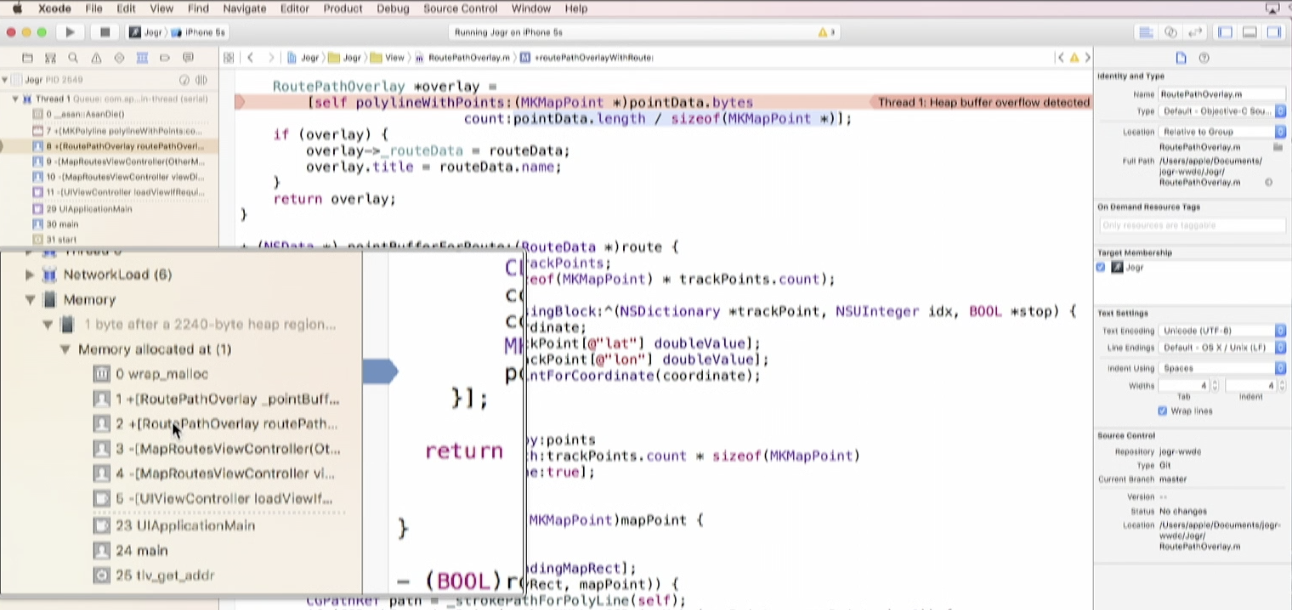 Xcode File Edit View Find Navigate Editor Product Debug Source Control Window Help
Jogr iPhone 5s
Running Jogr on iPhone 5s
Jogr Jogr View RoutePathOverlay.m +routePathOverlayWithRoute:
Jogr PID 2649
Thread 1 Queue: com.ap...in-thread (serial)
0 __asan::AsanDie()
7 +[MKPolyline polylineWithPoints:co...
8 +[RoutePathOverlay routePathOverl...
9 -[MapRoutesViewController(OtherM...
10 -[MapRoutesViewController viewDi...
11 -[UIViewController loadViewIfRequi...
29 UIApplicationMain
30 main
31 start
RoutePathOverlay *overlay =
[self polylineWithPoints:(MKMapPoint *)pointData.bytes
Thread 1: Heap buffer overflow detected
count:pointData.length / sizeof(MKMapPoint *)];
if (overlay) {
overlay->_routeData = routeData;
overlay.title = routeData.name;
}
return overlay;
}
(RouteData *)route {
ackPoints;
eof(MKMapPoint) * trackPoints.count);
ingBlock:^(NSDictionary *trackPoint, NSUInteger idx, BOOL *stop) {
dinate;
kPoint[@"lat"] doubleValue];
ckPoint[@"lon"] doubleValue];
ntForCoordinate(coordinate);
y:points
h:trackPoints.count * sizeof(MKMapPoint)
e:true];
MKMapPoint)mapPoint {
dingMapRect];
Rect, mapPoint)) {
CGPathRef path = _strokePathForPolyLine(self);
NetworkLoad (6)
Memory
1 byte after a 2240-byte heap region...
Memory allocated at (1)
0 wrap_malloc
1 +[RoutePathOverlay _pointBuff...
2 +[RoutePathOverlay routePath...
3 -[MapRoutesViewController(Ot...
4 -[MapRoutesViewController vi...
5 -[UIViewController loadViewIf...
23 UIApplicationMain
24 main
25 tlv_get_addr
}];
return
}
- (BOOL)r
Identity and Type
Name RoutePathOverlay.m
Type Default - Objective-C Sou...
Location Relative to Group
RoutePathOverlay.m
Full Path /Users/apple/Documents/
jogr-wwdc/Jogr/
RoutePathOverlay.m
On Demand Resource Tags
Only resources are taggable
Target Membership
Jogr
Text Settings
Text Encoding Unicode (UTF-8)
Line Endings Default - OS X / Unix (LF)
Indent Using Spaces
Widths 4 4
Tab Indent
Wrap lines
Source Control
Repository jogr-wwdc
Type Git
Current Branch master
Version --
Status No changes
Location /Users/apple/Documents/jogr-
wwdc/Jogr/
RoutePathOverlay.m